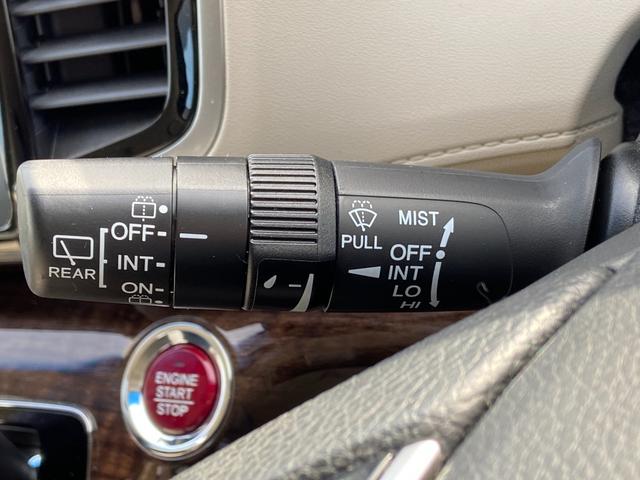 OFF
INT
REAR
ON
MIST
PULL
OFF
INT
LO
HI
ENGINE
START
STOP